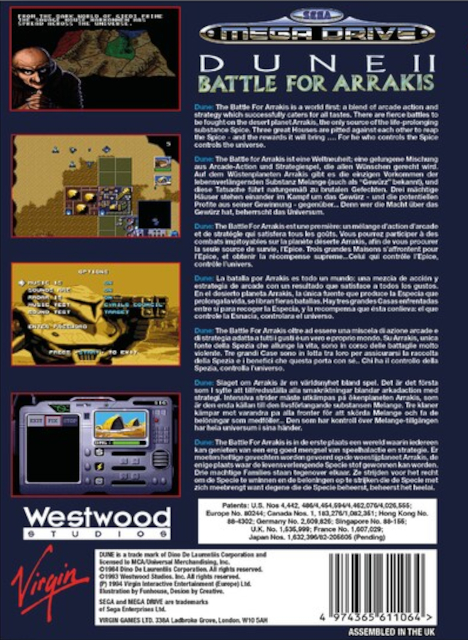 FROM THE DARK WORLD OF GIEDI PRIME
THE SAVAGE HOUSE HARKONNEN HAS
SPREAD ACROSS THE UNIVERSE.
SEGA
MEGA DRIVE
DUNE II
BATTLE FOR ARRAKIS
Dune: The Battle For Arrakis is a world first; a blend of arcade action and
strategy which successfully caters for all tastes. There are fierce battles to
be fought on the desert planet Arrakis, the only source of the life-prolonging
substance Spice. Three great Houses are pitted against each other to reap
the Spice - and the rewards it will bring .... For he who controls the Spice
controls the universe.
Dune: The Battle For Arrakis ist eine Weltneuheit; eine gelungene Mischung
aus Arcade-Action und Strategiespiel, die allen Wünschen gerecht wird.
Auf dem Wüstenplaneten Arrakis gibt es die einzigen Vorkommen der
lebensverlängernden Substanz Melange (auch als "Gewürz" bekannt), und
diese Tatsache führt naturgemäß zu brutalen Gefechten. Drei mächtige
Häuser stehen einander im Kampf um das Gewürz - und die potentiellen
Profite aus seiner Gewinnung - gegenüber... Denn wer die Macht über das
Gewürz hat, beherrscht das Universum.
Dune: The Battle For Arrakis est une première: un mélange d'action d'arcade
et de stratégie qui satisfera tous les goûts. Vous pourrez participer à des
combats impitoyables sur la planète déserte Arrakis, afin de vous procurer
la seule source de survie, l'Epice. Trois grandes Maisons s'affrontent pour
l'Epice, et obtenir la récompense suprème...Celui qui contrôle l'Epice,
contrôle l'univers.
Dune: La batalla por Arrakis es todo un mundo: una mezcla de acción y
estrategia de arcade con un resultado que satisface a todos los gustos.
En el desierto planeta Arrakis, la única fuente que produce la Especia que
prolonga la vida, se libran fieras batallas. Hay tres grandes Casas enfrentadas
entre sí para recoger la Especia, y la recompensa que ésta conlleva: el que
controle la Esnacia, controlara el universo.
Dune: The Battle For Arrakis oltre ad essere una miscela di azione arcade e
di strategia adatta a tutti i gusti è un vero e proprio mondo. Su Arrakis, unica
fonte della Spezia che allunga la vita, sono in corso delle battaglie molto
violente. Tre grandi Case sono in lotta tra loro per assicurarsi la raccolta
della Spezia e i benefici che questa porta con sé.. Chi ha il controllo della
Spezia, controlla l'universo.
Dune: Slaget om Arrakis är en världsnyhet bland spel. Det är det första
som i syfte att tillfredsställa alla smakriktningar blandar arkadaction med
strategi. Intensiva strider måste utkämpas på ökenplaneten Arrakis, som
är den enda källan till den livsförlängande substansen Melange. Tre klaner
kämpar mot varandra pa alla fronter för att skörda Melange och fa de
belöningar som medföljer... Den som har kontroll över Melange-tillgången
har hela universum i sina händer.
Dune: The Battle For Arrakis is in de erste plaats een wereld waarin iedereen
kan genieten van een erg goed mengsel van speelhalactie en strategie. Er
moeten heftige gevechten worden gevoerd op de woestijnplaneet Arrakis, de
enige plaats waar de levensverlengende Specie stof gewonnen kan worden.
Drie machtige Families staan tegenover elkaar. Ze strijden voor het recht
om de Specie te winnen en de beloningen op te strijken die de Specie met
zich meebrengt want degene die de Specie beheerst, beheerst het heelal.
OPTIONS
MUSIC IS ON
SOUNDS ARE ON
RADAR IS ON
MUSIC TEST
SOUND TEST TARGET
ENTER PASSWORD
PRESS START TO EXIT
Westwood
STUDIOS
Virgin
Patents: U.S. Nos 4,442, 486/4,454,594/4,462,076/4,026,555;
Europe No. 80244; Canada Nos. 1, 183,276/1,082,351; Hong Kong No.
88-4302; Germany No. 2,609,826; Singapore No. 88-155;
U.K. No. 1,535,999; France No. 1,607,029;
Japan Nos. 1,632,396/82-205605 (Pending)
DUNE is a trade mark of Dino De Laurentiis Corporation and
licensed to MCA/Universal Merchandising, Inc.
©1984 Dino De Laurentiis Corporation. All rights reserved.
©1993 Westwood Studios. Inc. All rights reserved.
(P) 1994 Virgin Interactive Entertainment (Europe) Ltd.
Illustration by Funhouse, Design by Creative.
SEGA and MEGA DRIVE are trademarks
of Sega Enterprises Ltd.
VIRGIN GAMES LTD. 338A Ladbroke Grove, London. W10 5AH
4 974365 611064 >
ASSEMBLED IN THE UK